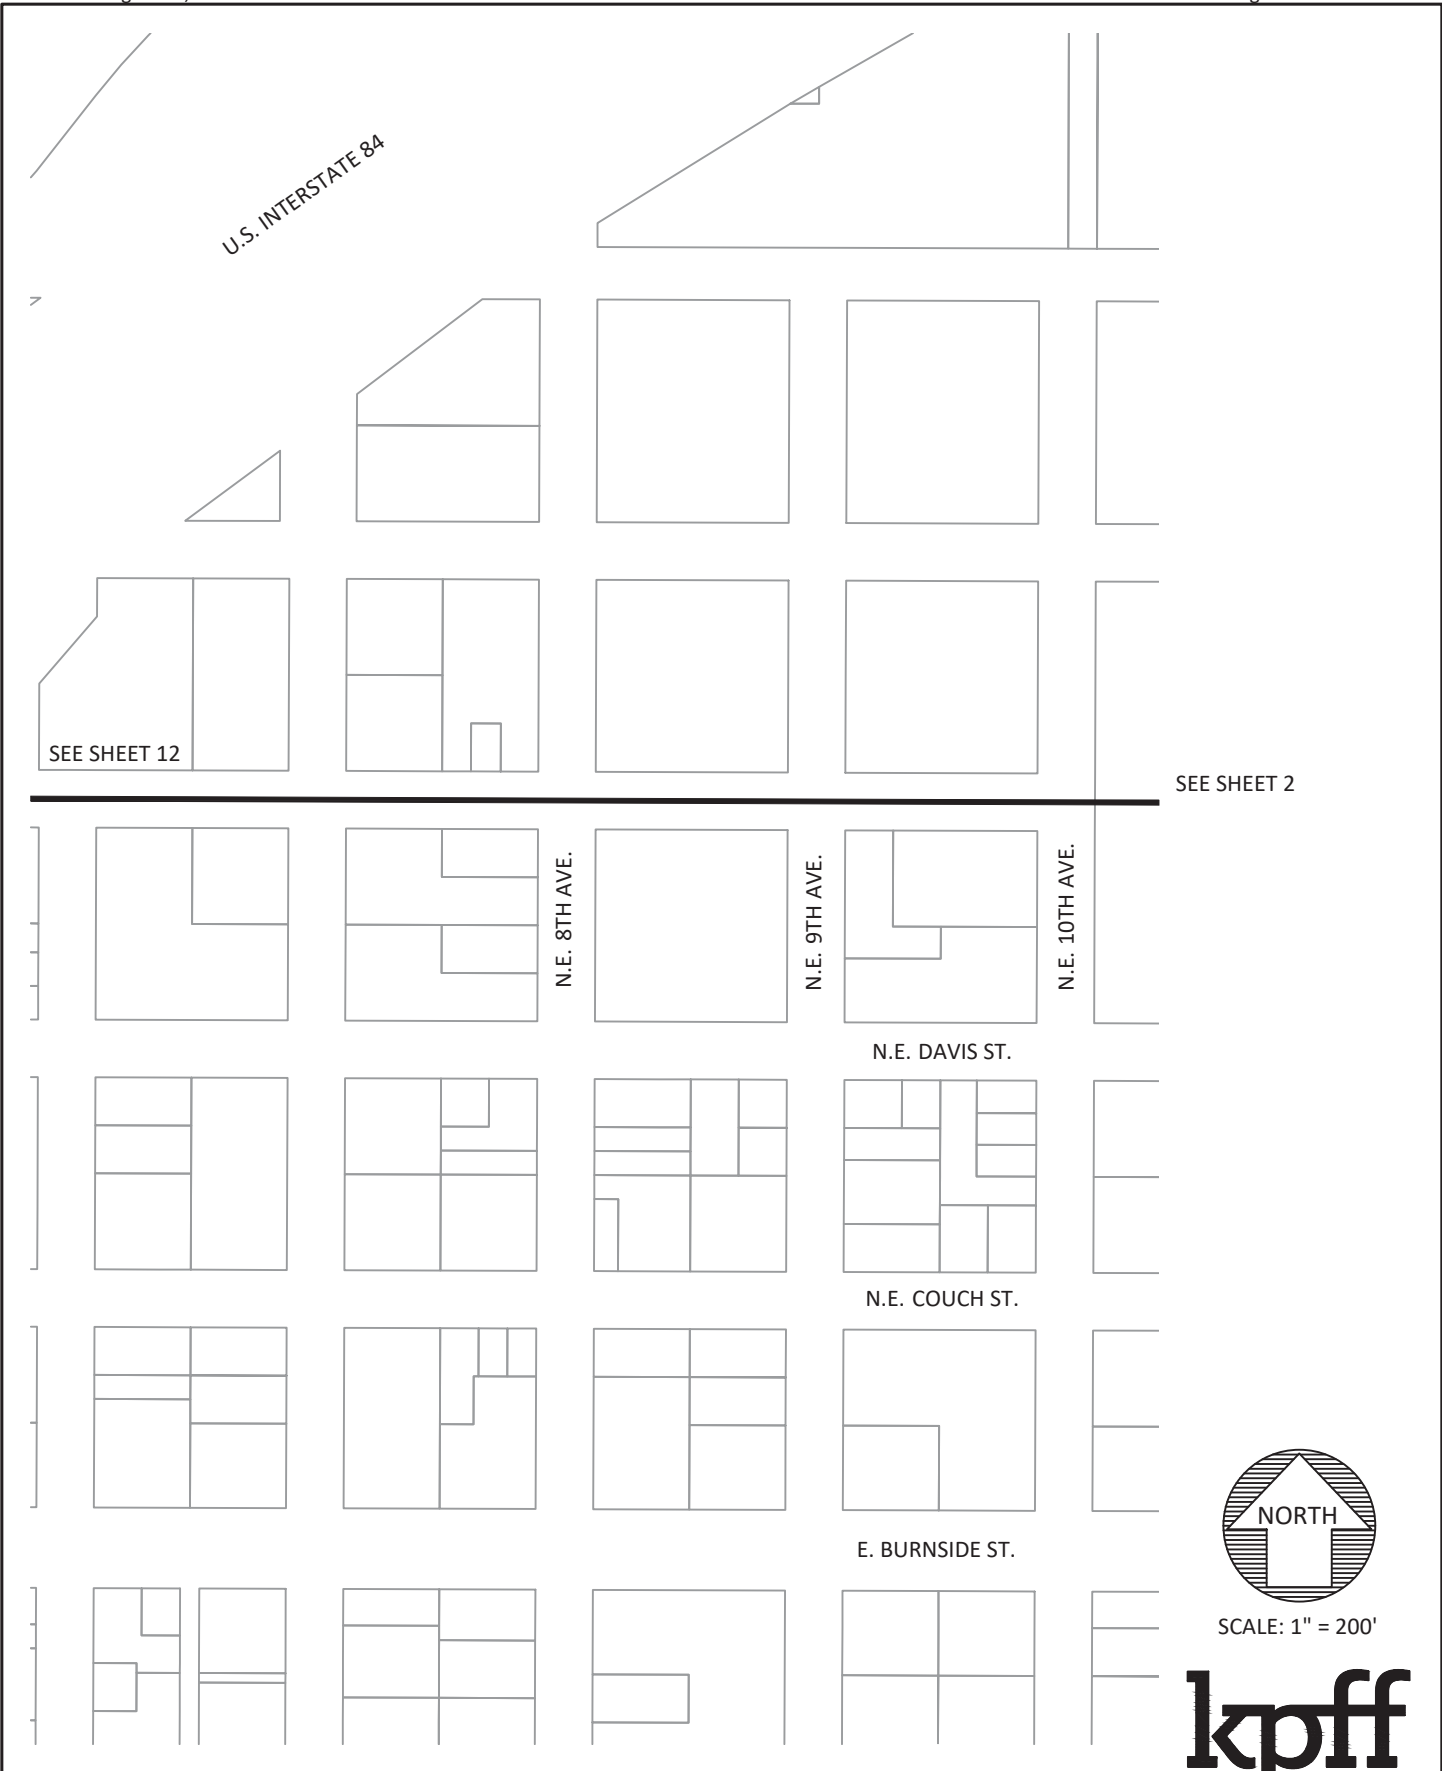 U.S. INTERSTATE 84
SEE SHEET 12
SEE SHEET 2
N.E. 8TH AVE.
N.E. 9TH AVE.
N.E. 10TH AVE.
N.E. DAVIS ST.
N.E. COUCH ST.
E. BURNSIDE ST.
NORTH
SCALE: 1" = 200'
kpff